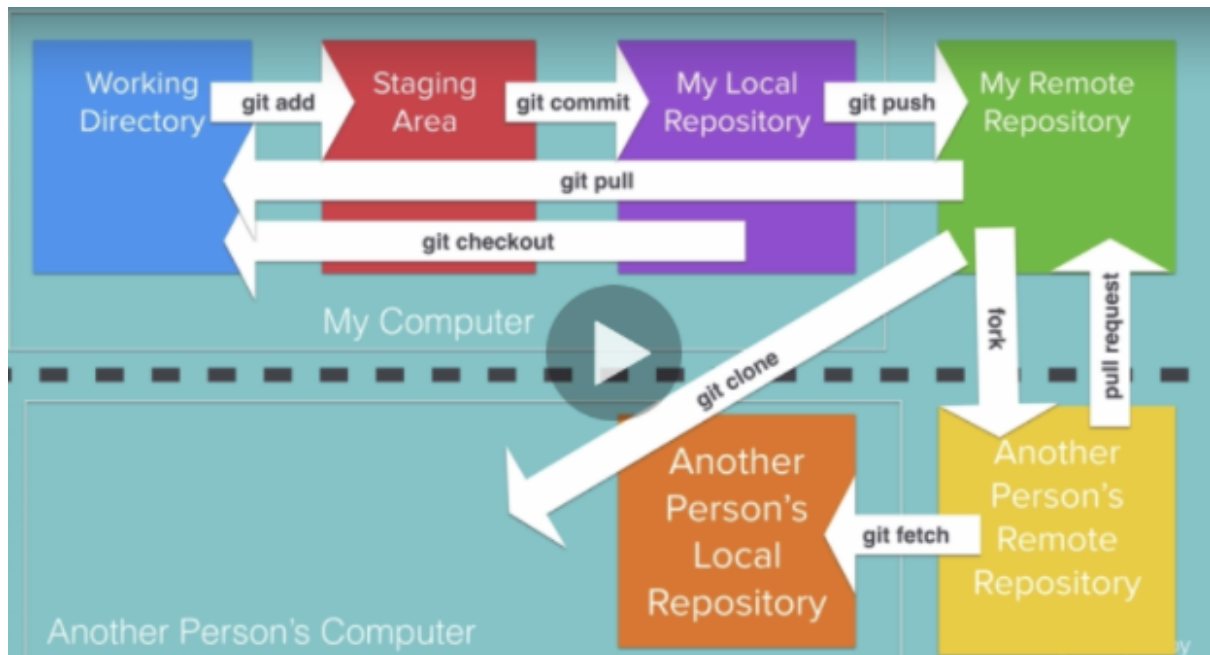 Working
Directory
git add
Staging
Area
git commit
My Local
Repository
git push
My Remote
Repository
git pull
git checkout
My Computer
git clone
fork
pull request
Another
Person's
Local
Repository
git fetch
Another
Person's
Remote
Repository
Another Person's Computer